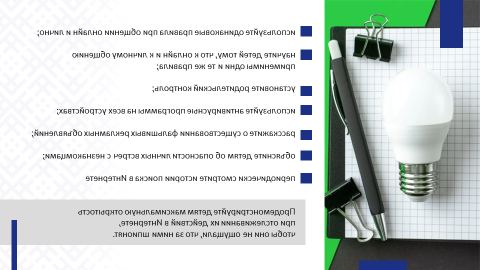 используйте одинаковые правила при общении онлайн и лично;
научите детей тому, что к онлайн и к личному общению
применимы одни и те же правила;
установите родительский контроль;
используйте антивирусные программы на всех устройствах;
расскажите о существовании фальшивых рекламных объявлений;
объясните детям об опасности личных встреч с незнакомцами;
периодически смотрите истории поиска в Интернете
Продемонстрируйте детям максимальную открытость
при отслеживании их действий в Интернете,
чтобы они не ощущали, что за ними шпионят.